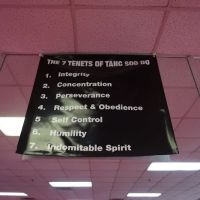 THE 7 TENETS OF TANG SOO DO
1. Integrity
2. Concentration
3. Perseverance
4. Respect & Obedience
5 Self Control
6. Humility
7. Indomitable Spirit